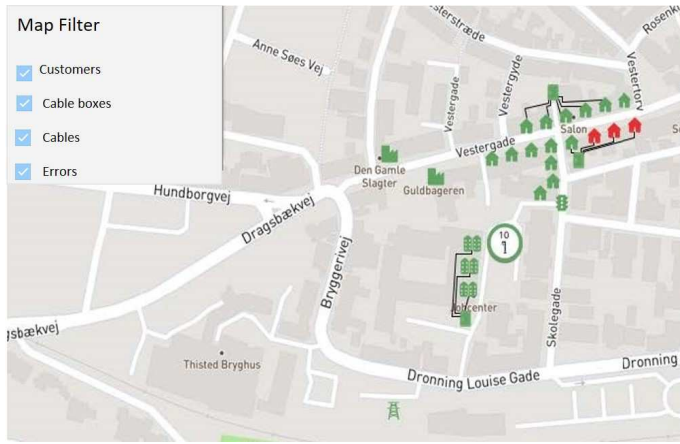 Map Filter
Customers
Cable boxes
Cables
Errors
Anne Søes Vej
Vestergade
Vestergyde
Vestertorv
Vestergade
Salon
Den Gamle
Slagter
Guldbageren
Hundborgvej
Dragsbækvej
Bryggerivej
10
1
Skolegade
Thisted Bryghus
Dronning Louise Gade
Dronning